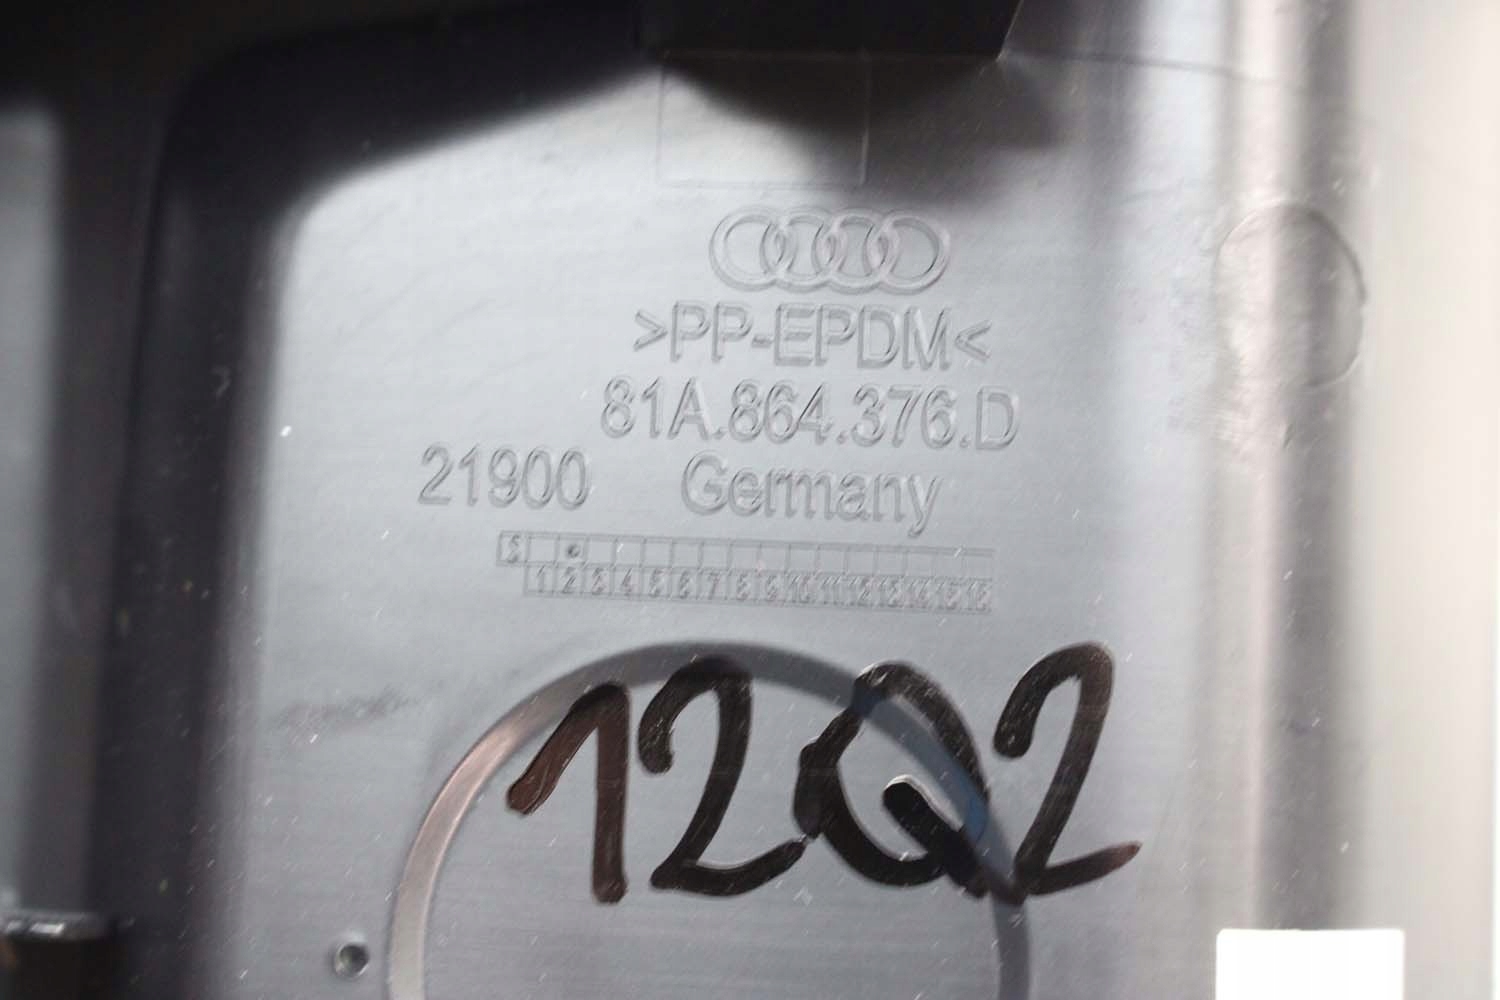 >PP-EPDM<
81A.864.376.D
21900 Germany
1 2 3 4 5 6 7 8 9 10 11 12 13 14 15 16
12Q2